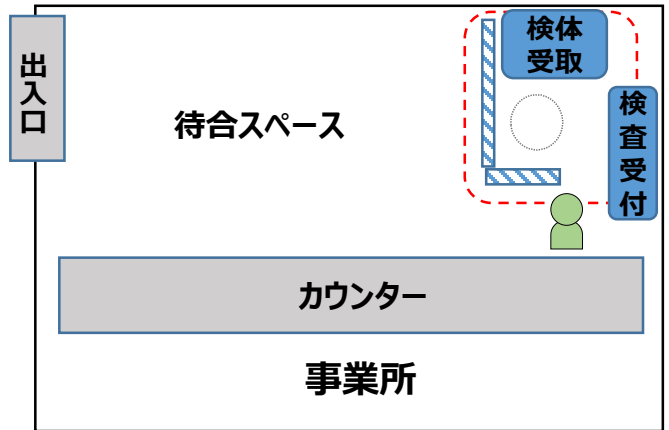 検体
受取
出入口
検査受付
待合スペース
カウンター
事業所